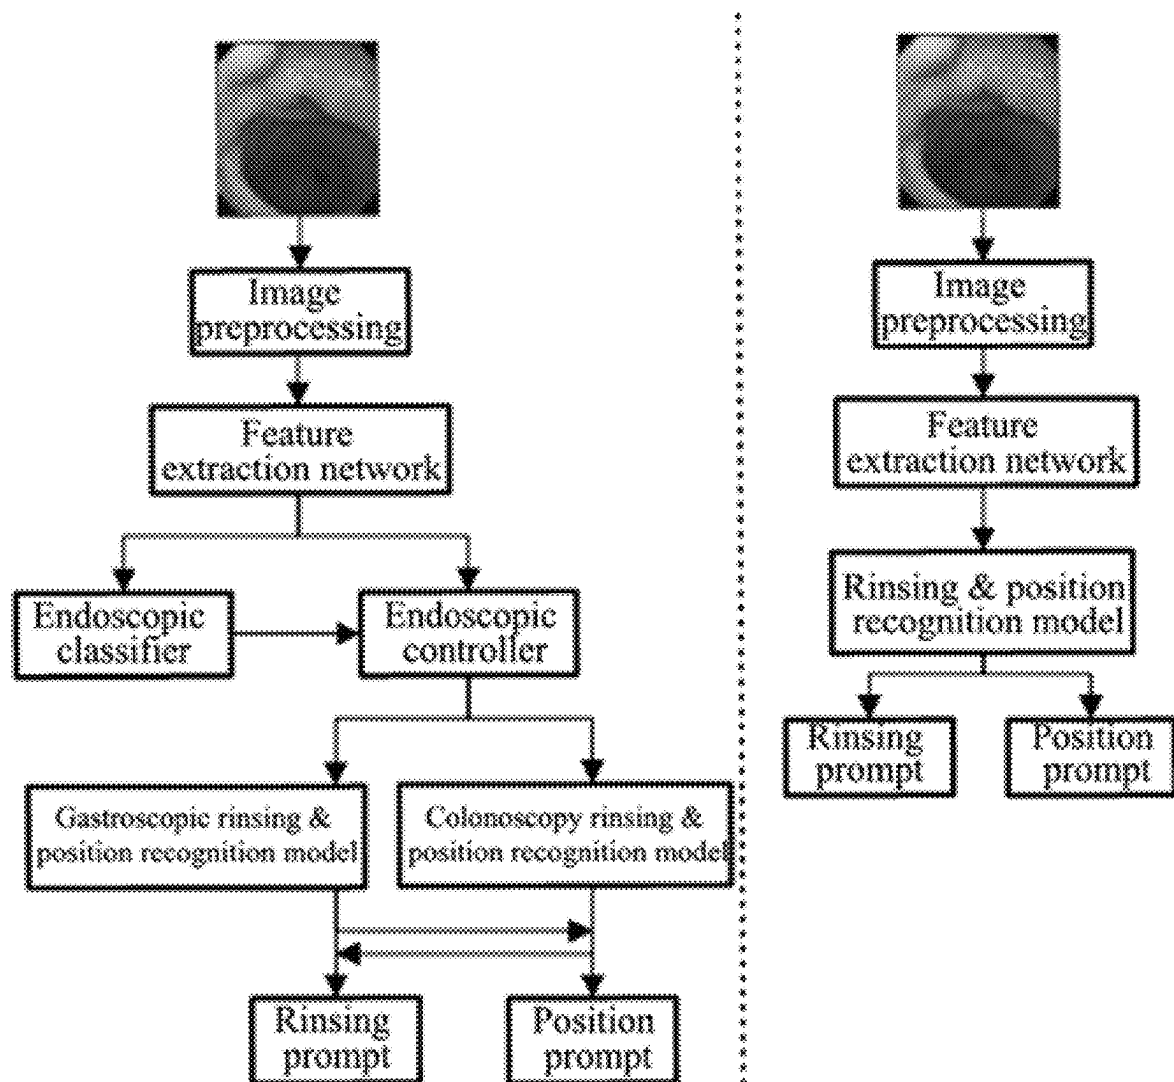 Image
preprocessing
Feature
extraction network
Endoscopic
classifier
Endoscopic
controller
Gastroscopic rinsing &
position recognition model
Colonoscopy rinsing &
position recognition model
Rinsing
prompt
Position
prompt
Image
preprocessing
Feature
extraction network
Rinsing & position
recognition model
Rinsing
prompt
Position
prompt